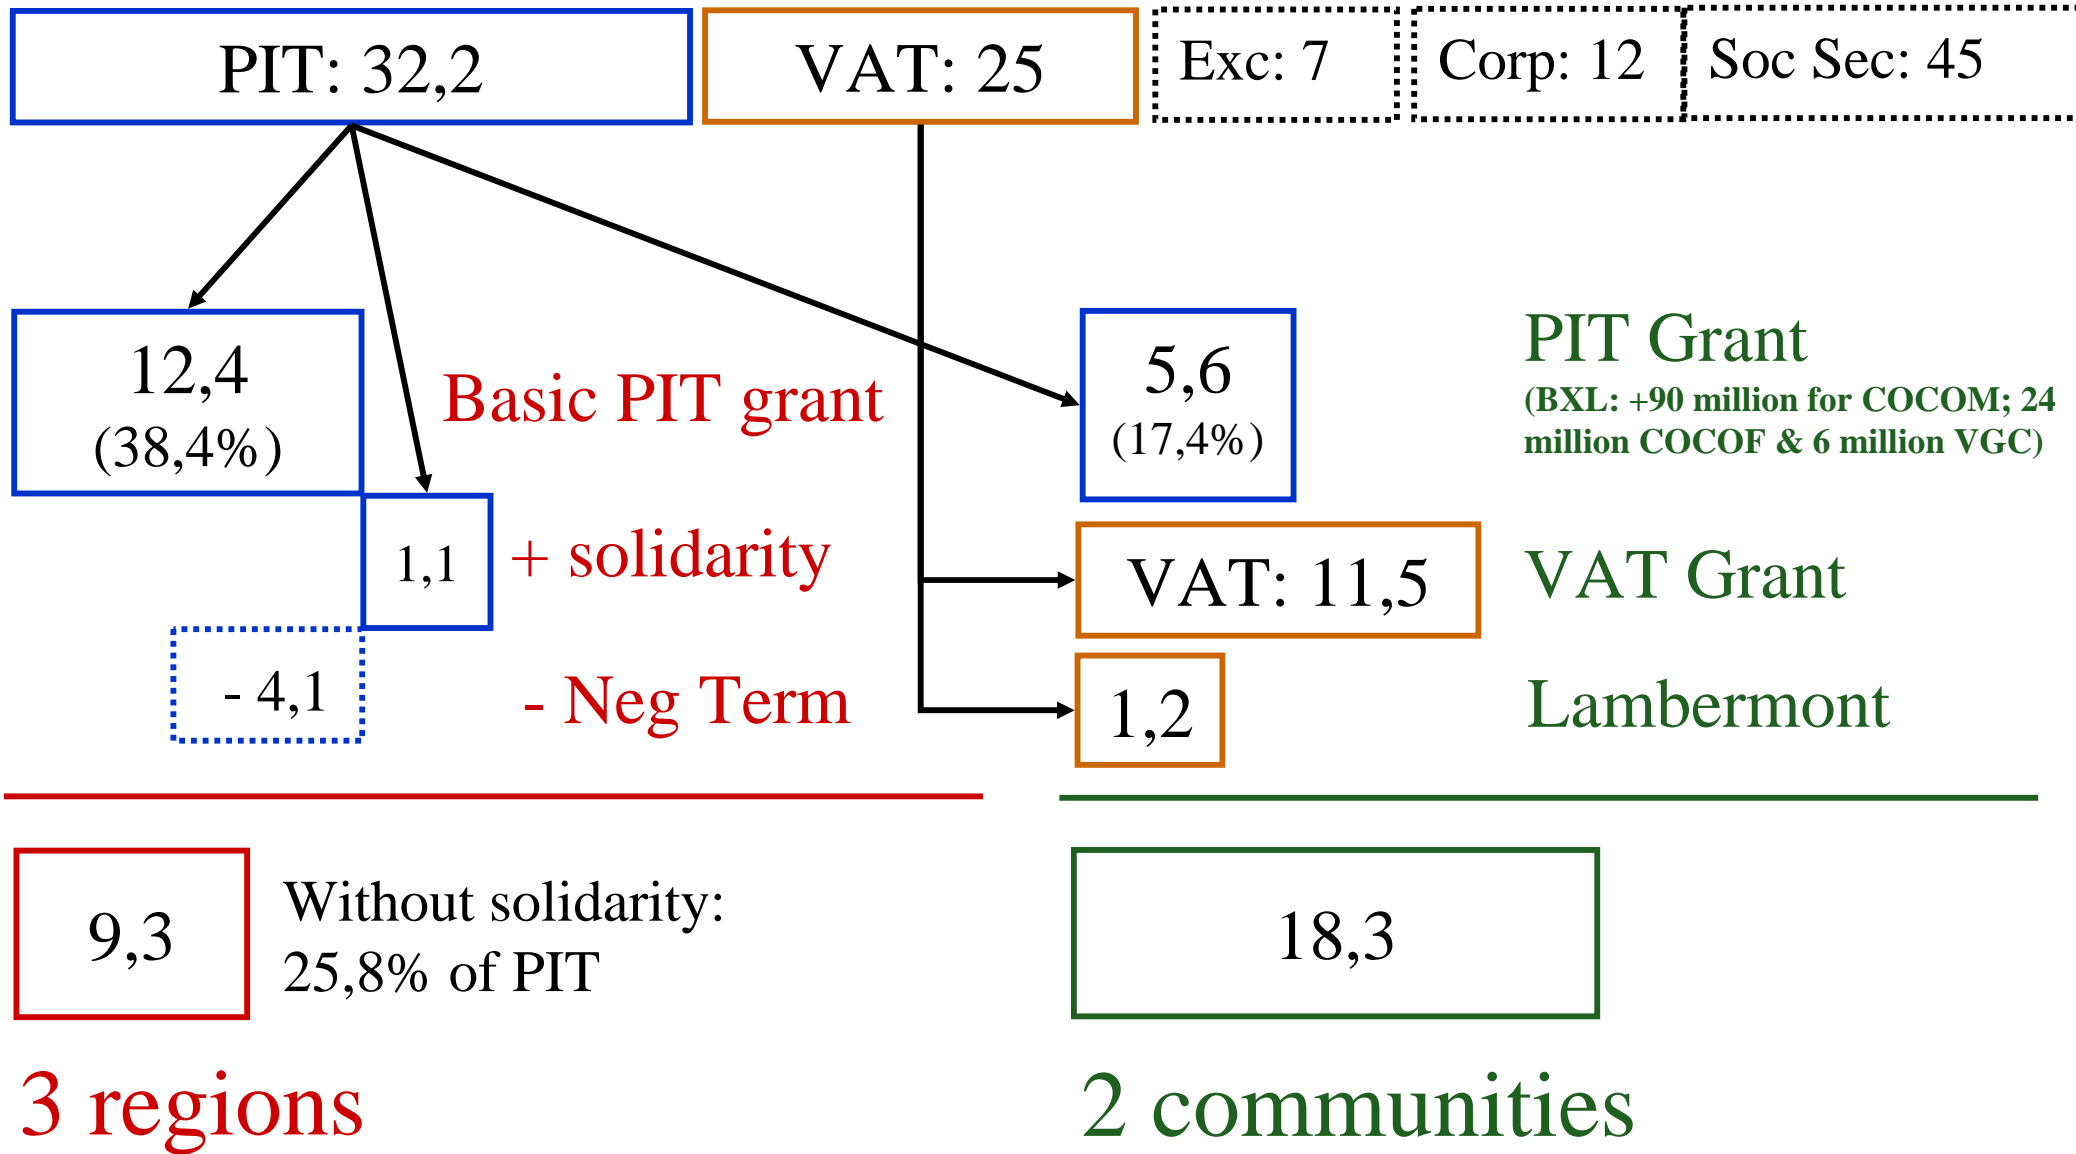 PIT: 32,2
VAT: 25
Exc: 7
Corp: 12
Soc Sec: 45
12,4
(38,4%)
Basic PIT grant
5,6
(17,4%)
PIT Grant
(BXL: +90 million for COCOM; 24
million COCOF & 6 million VGC)
1,1
+ solidarity
VAT: 11,5
VAT Grant
- 4,1
- Neg Term
1,2
Lambermont
9,3
Without solidarity:
25,8% of PIT
18,3
3 regions
2 communities